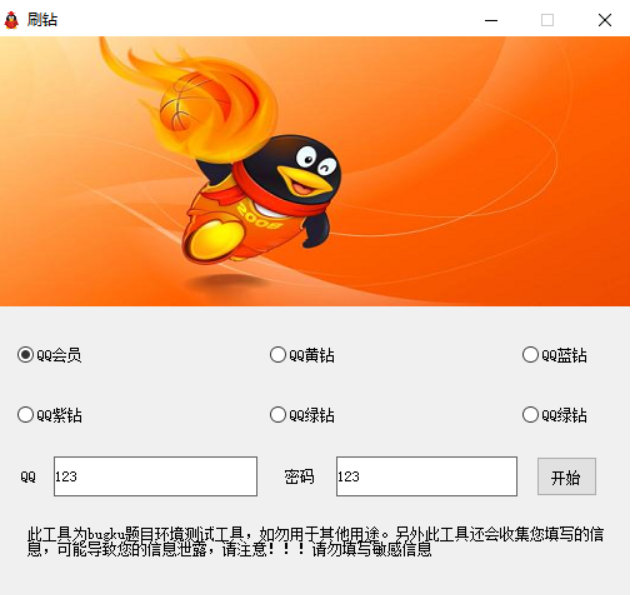 刷钻
2008
QQ会员
QQ黄钻
QQ蓝钻
QQ紫钻
QQ绿钻
QQ绿钻
QQ
123
密码
123
开始
此工具为bugku题目环境测试工具，如勿用于其他用途。另外此工具还会收集您填写的信
息，可能导致您的信息泄露，请注意！！！请勿填写敏感信息